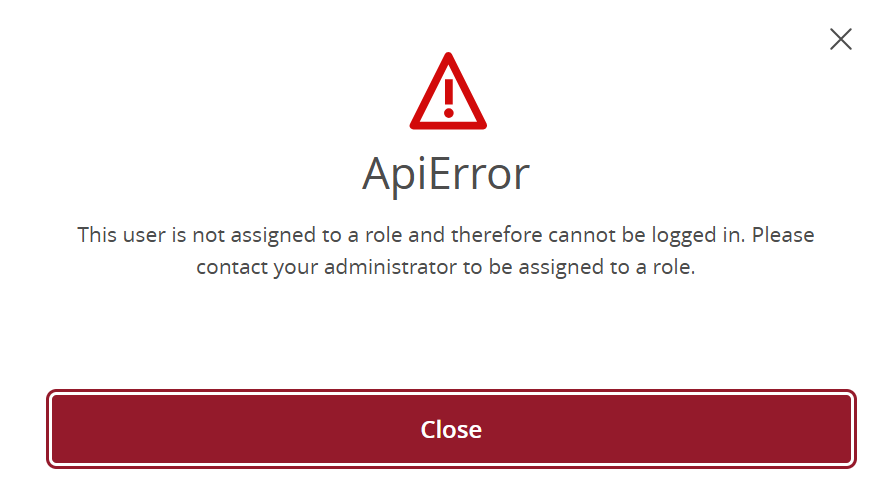 ApiError
This user is not assigned to a role and therefore cannot be logged in. Please
contact your administrator to be assigned to a role.
Close